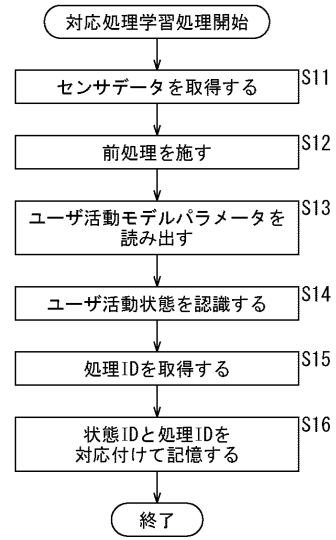 対応処理学習処理開始
センサデータを取得する
S11
前処理を施す
S12
ユーザ活動モデルパラメータを
読み出す
S13
ユーザ活動状態を認識する
S14
処理IDを取得する
S15
状態IDと処理IDを
対応付けて記憶する
S16
終了